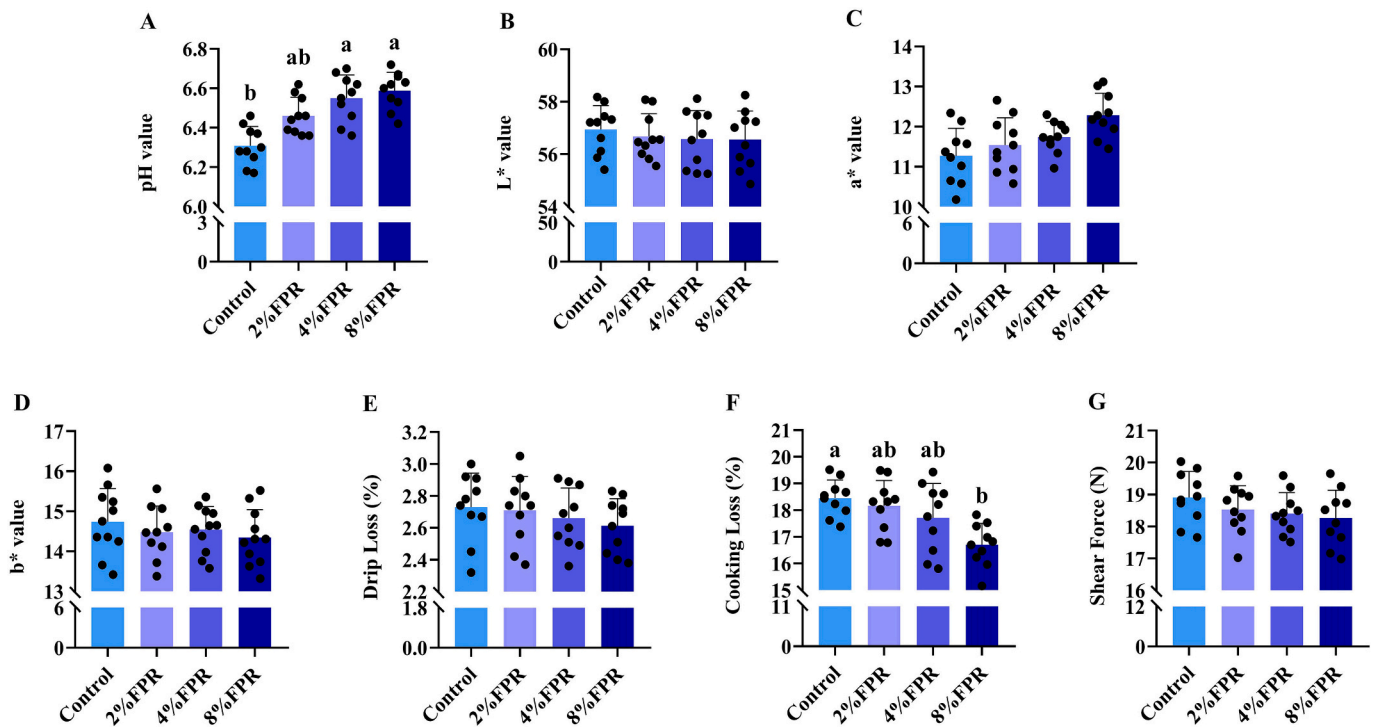 A
pH value
6.8
6.6
6.4
6.2
6.0
3
0
b
ab
a
a
Control
2%FPR
4%FPR
8%FPR
B
L* value
60
58
56
54
50
0
Control
2%FPR
4%FPR
8%FPR
C
a* value
14
13
12
11
10
6
0
Control
2%FPR
4%FPR
8%FPR
D
b* value
17
16
15
14
13
6
0
Control
2%FPR
4%FPR
8%FPR
E
Drip Loss (%)
3.2
3.0
2.8
2.6
2.4
2.2
1.8
0.0
Control
2%FPR
4%FPR
8%FPR
F
Cooking Loss (%)
21
20
19
18
17
16
15
11
0
a
ab
ab
b
Control
2%FPR
4%FPR
8%FPR
G
Shear Force (N)
21
20
19
18
17
16
12
0
Control
2%FPR
4%FPR
8%FPR